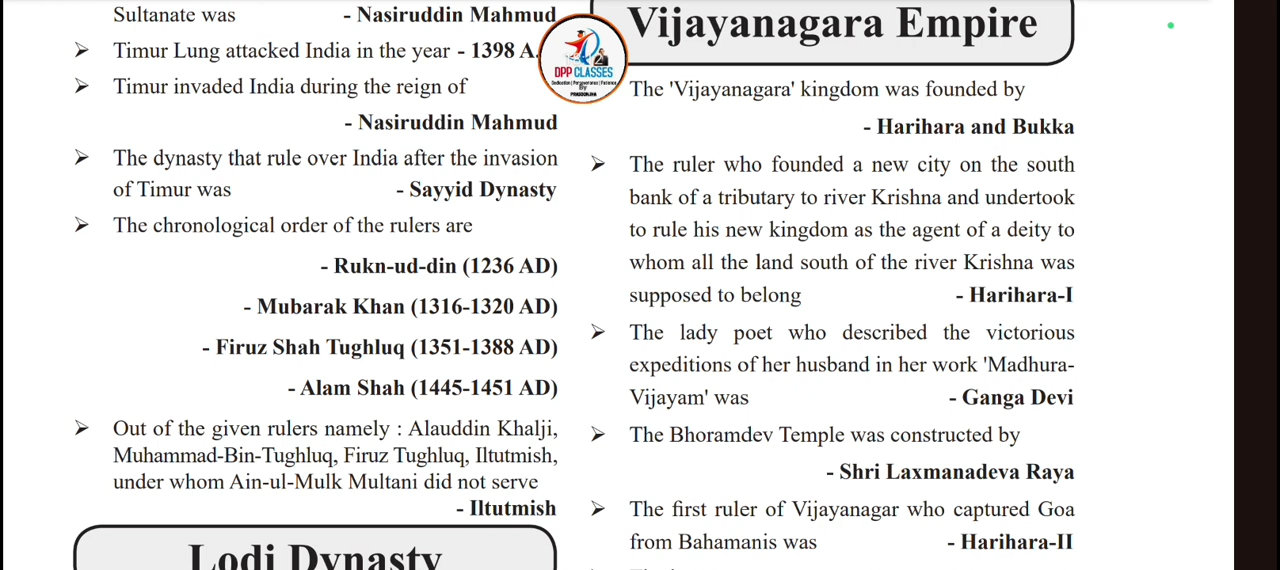 Sultanate was - Nasiruddin Mahmud
➢ Timur Lung attacked India in the year - 1398 A.
➢ Timur invaded India during the reign of
- Nasiruddin Mahmud
➢ The dynasty that rule over India after the invasion
of Timur was - Sayyid Dynasty
➢ The chronological order of the rulers are
- Rukn-ud-din (1236 AD)
- Mubarak Khan (1316-1320 AD)
- Firuz Shah Tughluq (1351-1388 AD)
- Alam Shah (1445-1451 AD)
➢ Out of the given rulers namely : Alauddin Khalji,
Muhammad-Bin-Tughluq, Firuz Tughluq, Iltutmish,
under whom Ain-ul-Mulk Multani did not serve
- Iltutmish
Lodi Dynasty
DPP CLASSES
By
Vijayanagara Empire
The 'Vijayanagara' kingdom was founded by
- Harihara and Bukka
➢ The ruler who founded a new city on the south
bank of a tributary to river Krishna and undertook
to rule his new kingdom as the agent of a deity to
whom all the land south of the river Krishna was
supposed to belong - Harihara-I
➢ The lady poet who described the victorious
expeditions of her husband in her work 'Madhura-
Vijayam' was - Ganga Devi
➢ The Bhoramdev Temple was constructed by
- Shri Laxmanadeva Raya
➢ The first ruler of Vijayanagar who captured Goa
from Bahamanis was - Harihara-II